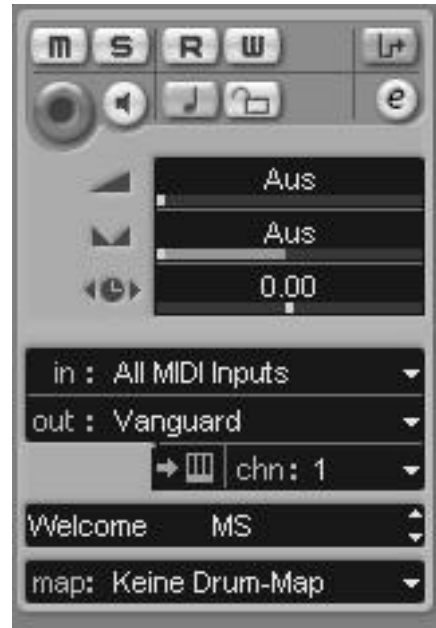 m S R W
e
Aus
Aus
0.00
in : All MIDI Inputs
out : Vanguard
chn: 1
Welcome MS
map: Keine Drum-Map